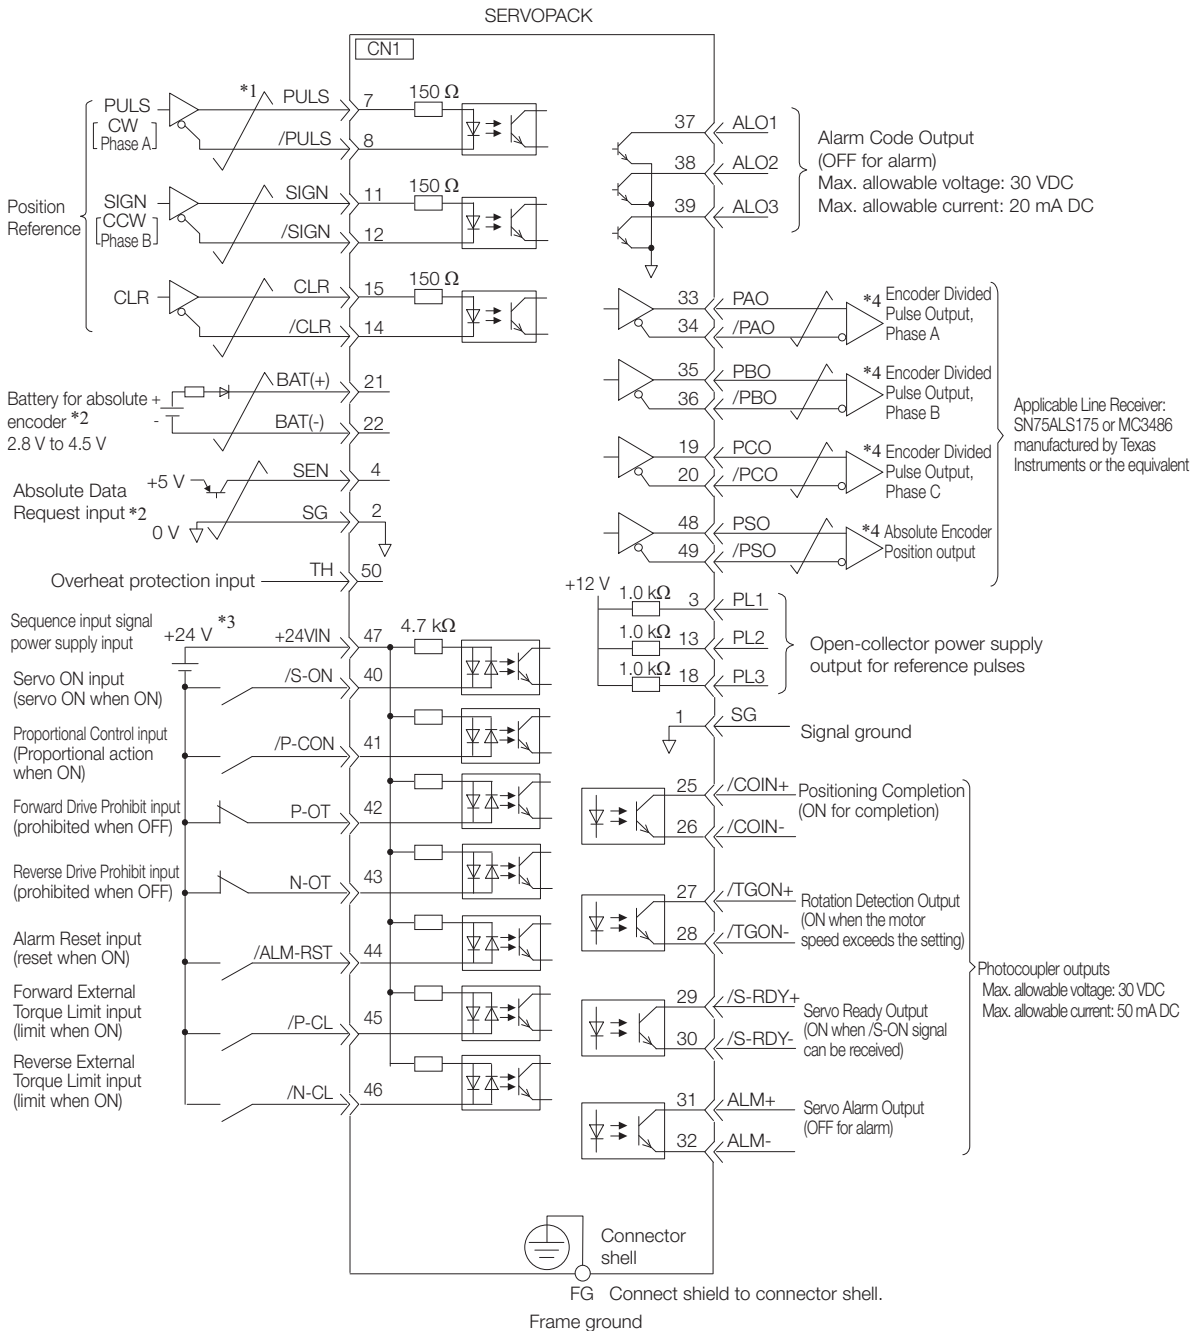 SERVOPACK
CN1
Position
Reference
PULS
CW
Phase A
*1
PULS
7
150 Ω
/PULS
8
SIGN
CCW
Phase B
SIGN
11
150 Ω
/SIGN
12
CLR
CLR
15
150 Ω
/CLR
14
Battery for absolute
encoder *2
2.8 V to 4.5 V
+
-
BAT(+)
21
BAT(-)
22
Absolute Data
Request input *2
+5 V
SEN
4
0 V
SG
2
Overheat protection input
TH
50
Sequence input signal
power supply input
+24 V
*3
+24VIN
47
4.7 kΩ
Servo ON input
(servo ON when ON)
/S-ON
40
Proportional Control input
(Proportional action
when ON)
/P-CON
41
Forward Drive Prohibit input
(prohibited when OFF)
P-OT
42
Reverse Drive Prohibit input
(prohibited when OFF)
N-OT
43
Alarm Reset input
(reset when ON)
/ALM-RST
44
Forward External
Torque Limit input
(limit when ON)
/P-CL
45
Reverse External
Torque Limit input
(limit when ON)
/N-CL
46
37
ALO1
38
ALO2
39
ALO3
Alarm Code Output
(OFF for alarm)
Max. allowable voltage: 30 VDC
Max. allowable current: 20 mA DC
33
PAO
34
/PAO
*4 Encoder Divided
Pulse Output,
Phase A
35
PBO
36
/PBO
*4 Encoder Divided
Pulse Output,
Phase B
19
PCO
20
/PCO
*4 Encoder Divided
Pulse Output,
Phase C
48
PSO
49
/PSO
*4 Absolute Encoder
Position output
Applicable Line Receiver:
SN75ALS175 or MC3486
manufactured by Texas
Instruments or the equivalent
+12 V
1.0 kΩ
3
PL1
1.0 kΩ
13
PL2
1.0 kΩ
18
PL3
Open-collector power supply
output for reference pulses
1
SG
Signal ground
25
/COIN+
26
/COIN-
Positioning Completion
(ON for completion)
27
/TGON+
28
/TGON-
Rotation Detection Output
(ON when the motor
speed exceeds the setting)
29
/S-RDY+
30
/S-RDY-
Servo Ready Output
(ON when /S-ON signal
can be received)
31
ALM+
32
ALM-
Servo Alarm Output
(OFF for alarm)
Photocoupler outputs
Max. allowable voltage: 30 VDC
Max. allowable current: 50 mA DC
Connector
shell
FG
Connect shield to connector shell.
Frame ground